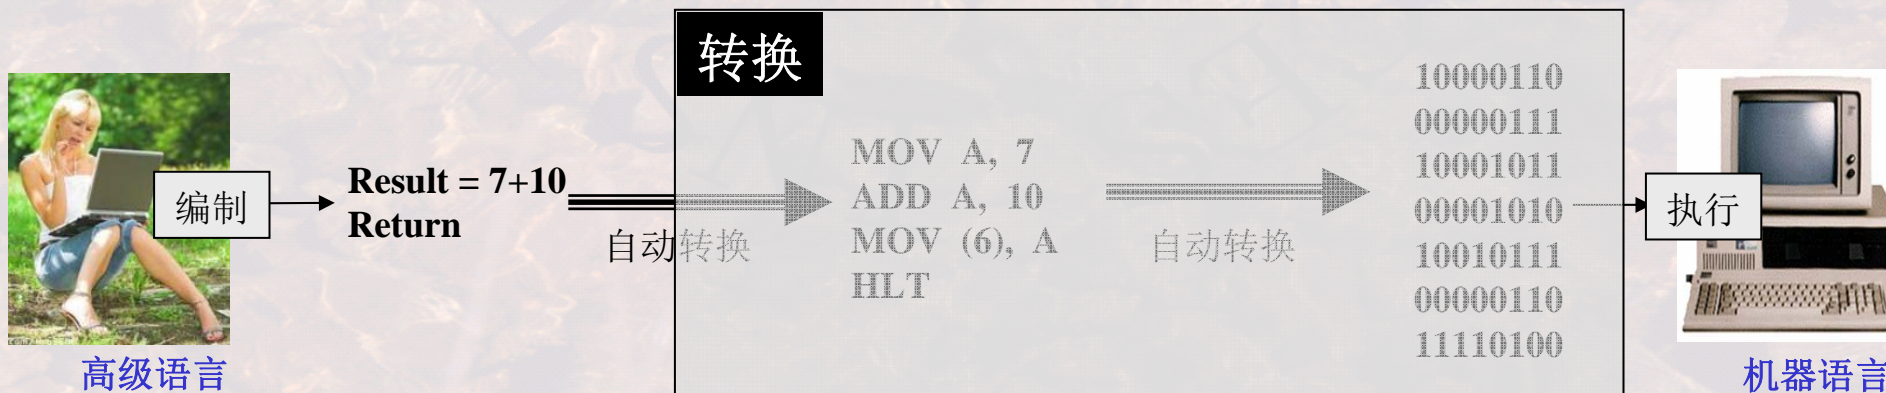 转换
编制
Result = 7+10
Return
自动转换
MOV A, 7
ADD A, 10
MOV (6), A
HLT
自动转换
10000110
00000111
10001011
00001010
10010111
00000110
11110100
执行
高级语言
机器语言